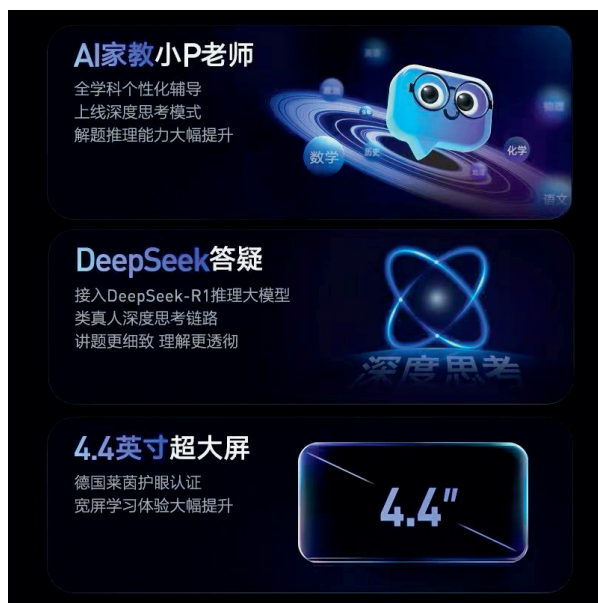 AI家教小P老师
全学科个性化辅导
上线深度思考模式
解题推理能力大幅提升
物理
数学
历史
化学
语文
DeepSeek答疑
接入DeepSeek-R1推理大模型
类真人深度思考链路
讲题更细致 理解更透彻
深度思考
4.4英寸超大屏
德国莱茵护眼认证
宽屏学习体验大幅提升
4.4"